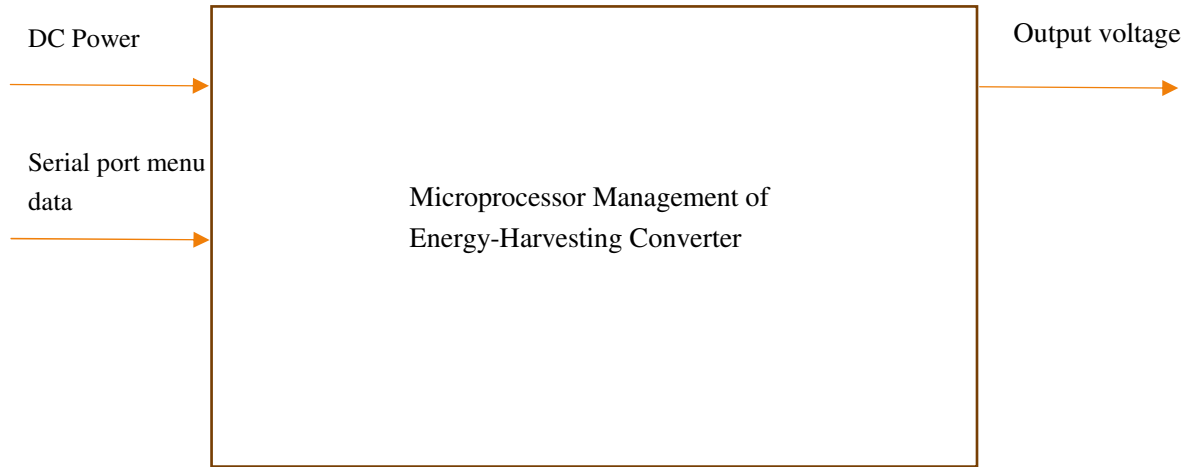 DC Power
Output voltage
Serial port menu
data
Microprocessor Management of
Energy-Harvesting Converter